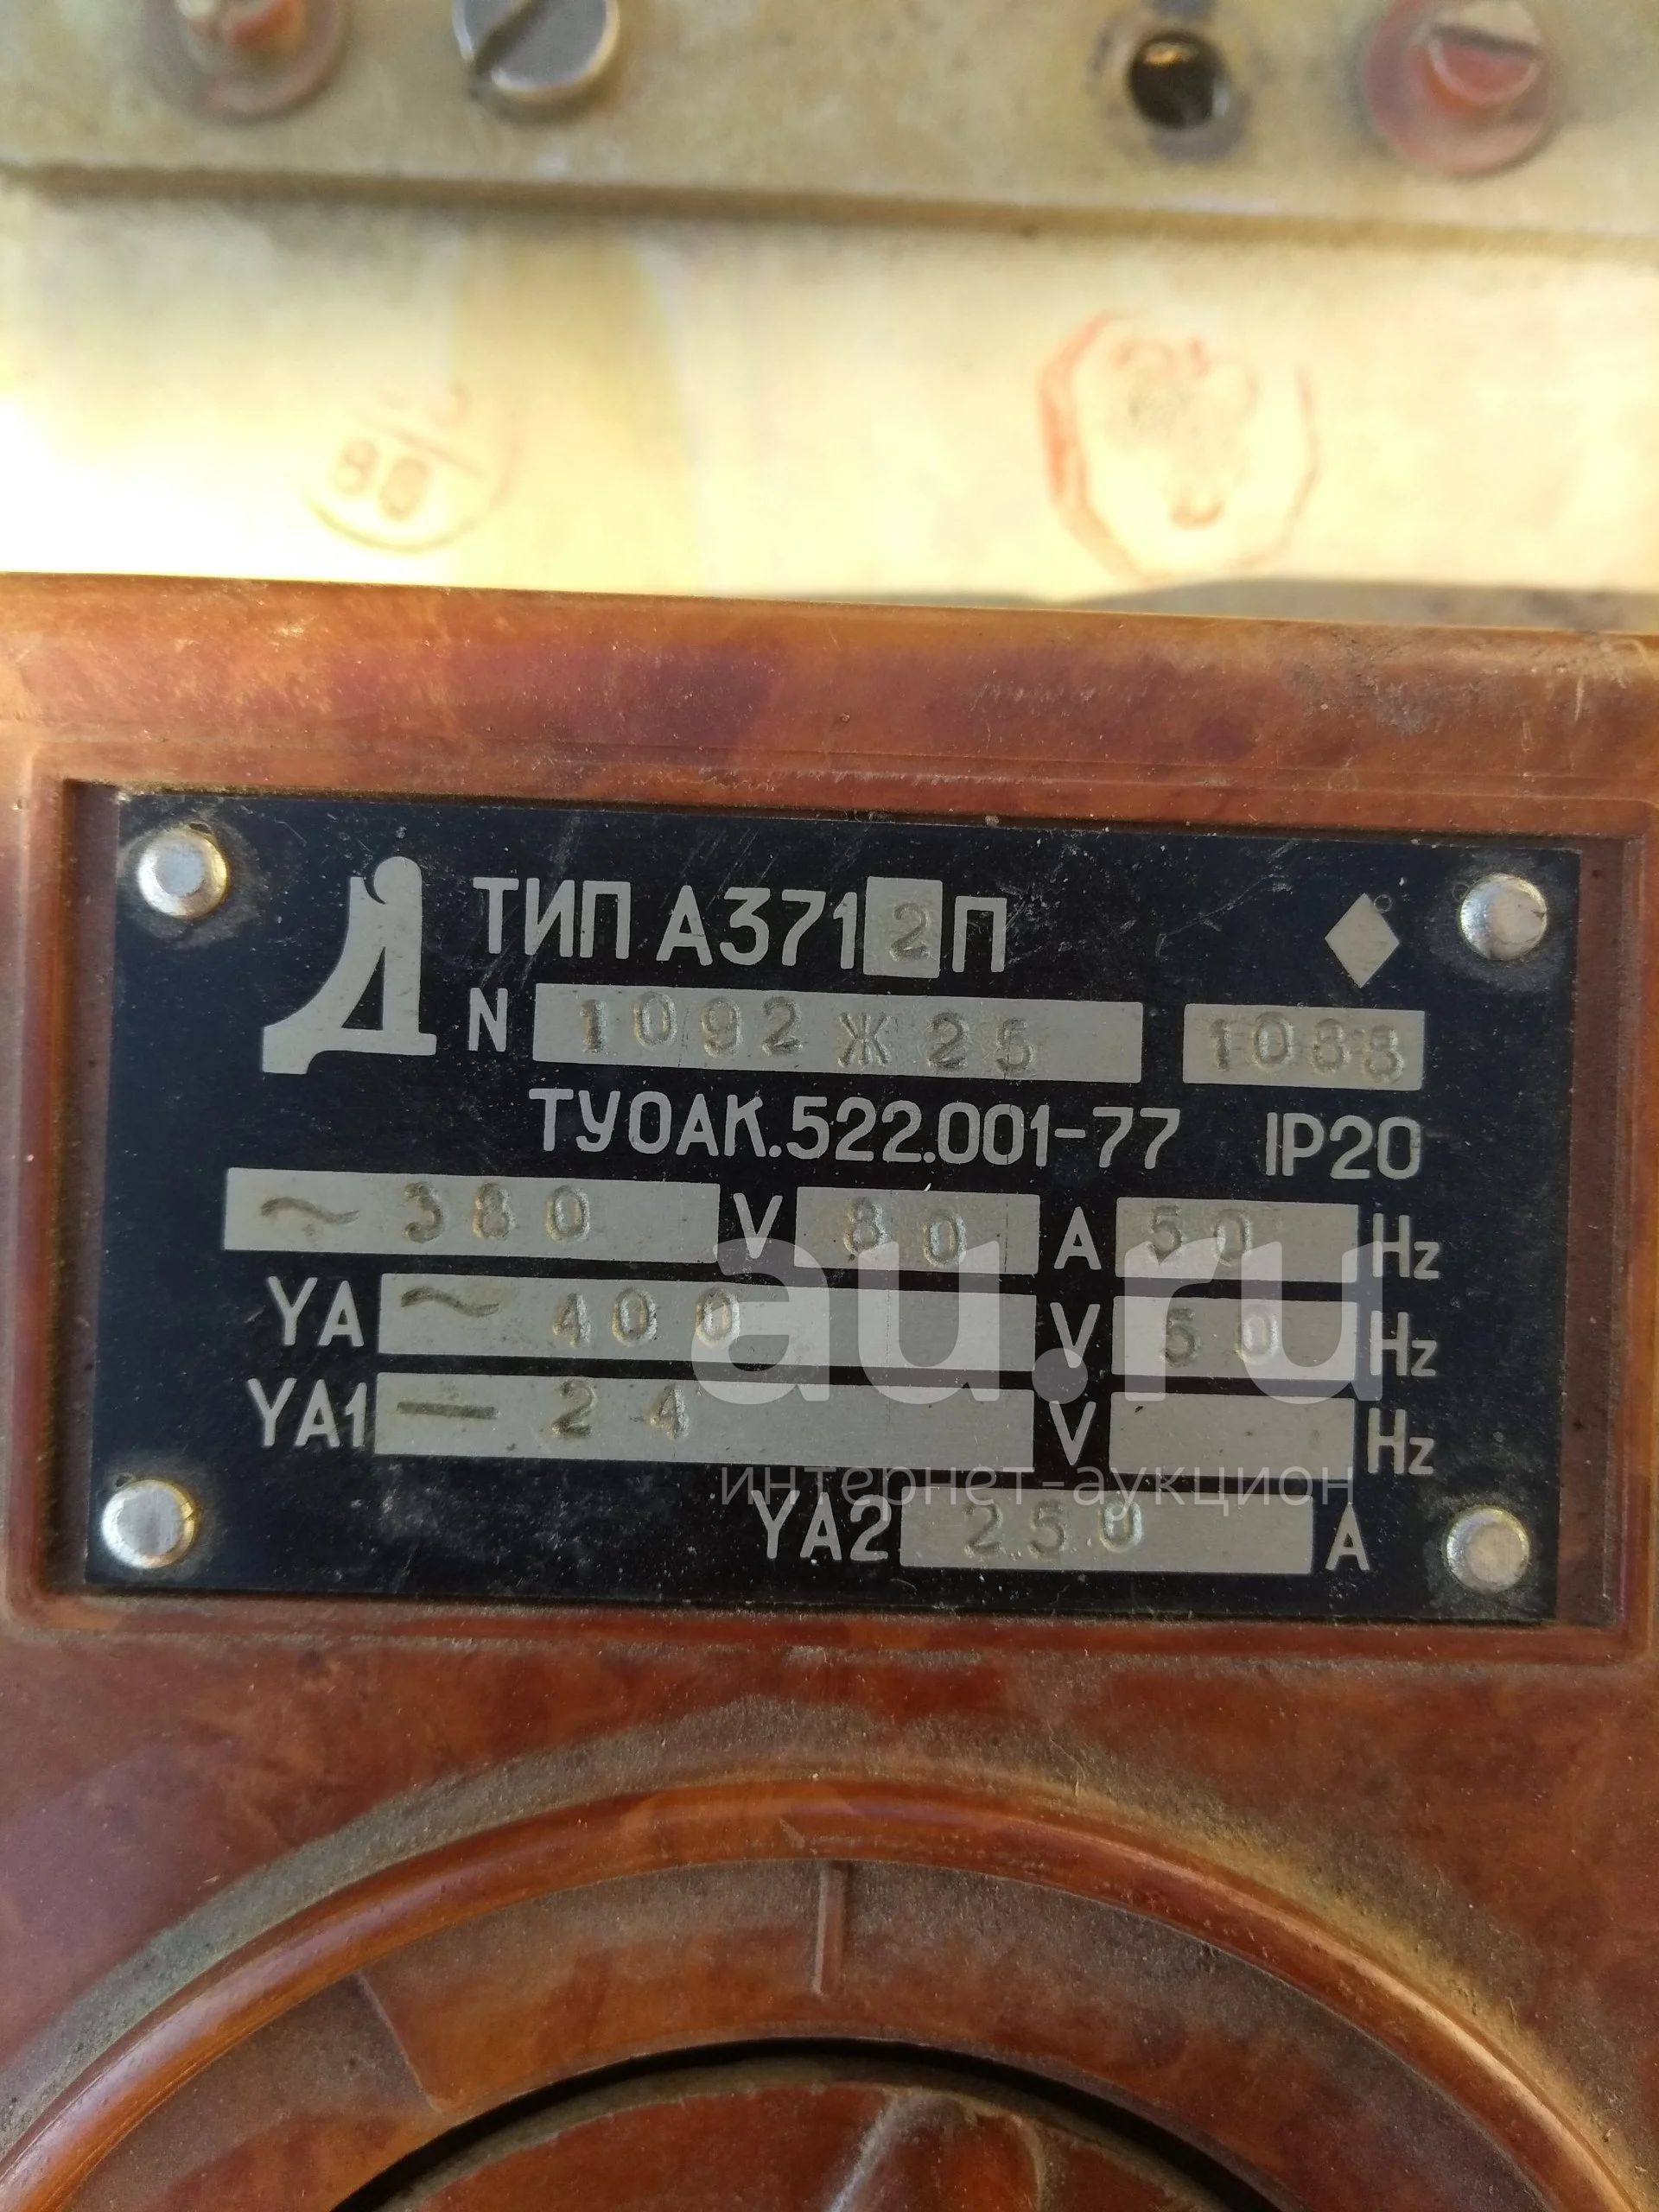 80
ТИП А3712П
N 1092 Ж 25 1088
ТУОАК.522.001-77 IP20
~ 380 V 80 A 50 Hz
YA ~ 400 V 50 Hz
YA1 — 24 V Hz
YA2 250 A
au.ru
интернет-аукцион